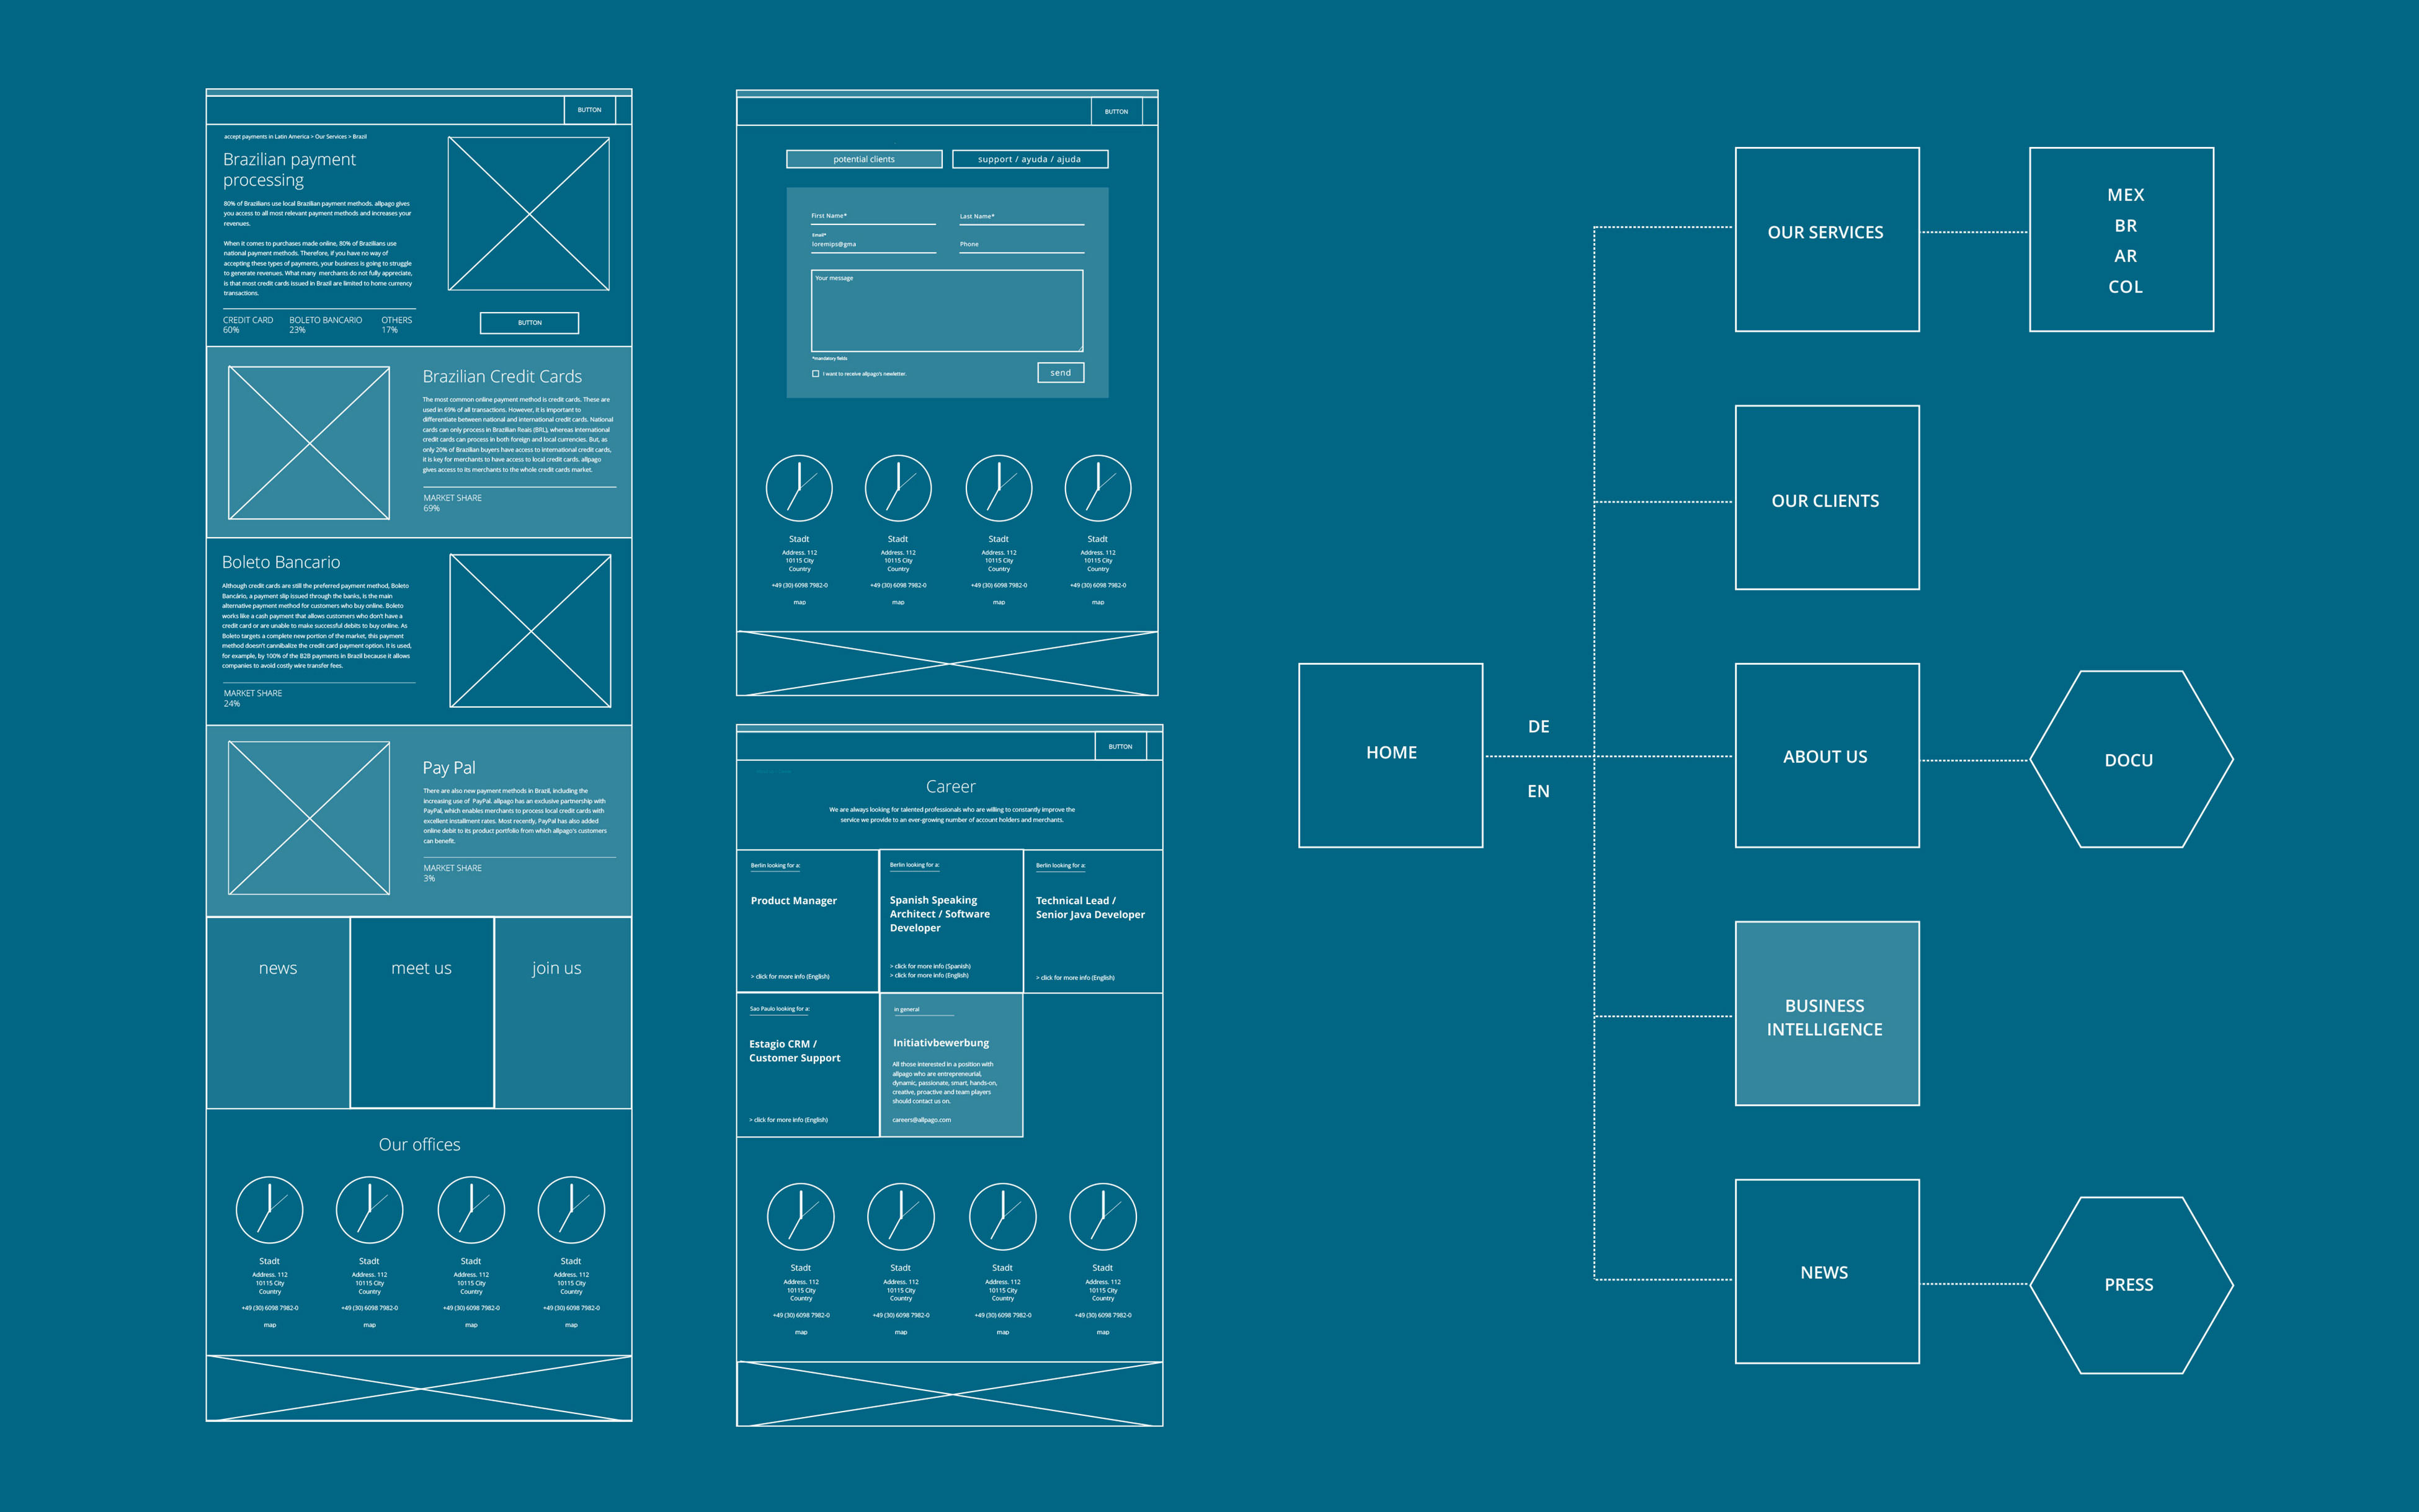 BUTTON
accept payments in Latin America > Our Services > Brazil
Brazilian payment
processing
80% of Brazilians use local Brazilian payment methods. allpago gives
you access to all most relevant payment methods and increases your
revenues.
When it comes to purchases made online, 80% of Brazilians use
national payment methods. Therefore, if you have no way of
accepting these types of payments, your business is going to struggle
to generate revenues. What many merchants do not fully appreciate,
is that most credit cards issued in Brazil are limited to home currency
transactions.
CREDIT CARD BOLETO BANCARIO OTHERS
60% 23% 17%
BUTTON
Brazilian Credit Cards
The most common online payment method is credit cards. These are
used in 69% of all transactions. However, it is important to
differentiate between national and international credit cards. National
cards can only process in Brazilian Reais (BRL), whereas international
credit cards can process in both foreign and local currencies. But, as
only 20% of Brazilian buyers have access to international credit cards,
it is key for merchants to have access to local credit cards. allpago
gives access to its merchants to the whole credit cards market.
MARKET SHARE
69%
Boleto Bancario
Although credit cards are still the preferred payment method, Boleto
Bancário, a payment slip issued through the banks, is the main
alternative payment method for customers who buy online. Boleto
works like a cash payment that allows customers who don't have a
credit card or are unable to make successful debits to buy online. As
Boleto targets a complete new portion of the market, this payment
method doesn't cannibalize the credit card payment option. It is used,
for example, by 100% of the B2B payments in Brazil because it allows
companies to avoid costly wire transfer fees.
MARKET SHARE
24%
Pay Pal
There are also new payment methods in Brazil, including the
increasing use of PayPal. allpago has an exclusive partnership with
PayPal, which enables merchants to process local credit cards with
excellent installment rates. Most recently, PayPal has also added
online debit to its product portfolio from which allpago's customers
can benefit.
MARKET SHARE
3%
news meet us join us
Our offices
Stadt Stadt Stadt Stadt
Address. 112 Address. 112 Address. 112 Address. 112
10115 City 10115 City 10115 City 10115 City
Country Country Country Country
+49 (30) 6098 7982-0 +49 (30) 6098 7982-0 +49 (30) 6098 7982-0 +49 (30) 6098 7982-0
map map map map
BUTTON
potential clients support / ayuda / ajuda
First Name* Last Name*
Email*
loremips@gma Phone
Your message
*mandatory fields
I want to receive allpago's newletter.
send
Stadt Stadt Stadt Stadt
Address. 112 Address. 112 Address. 112 Address. 112
10115 City 10115 City 10115 City 10115 City
Country Country Country Country
+49 (30) 6098 7982-0 +49 (30) 6098 7982-0 +49 (30) 6098 7982-0 +49 (30) 6098 7982-0
map map map map
BUTTON
Career
We are always looking for talented professionals who are willing to constantly improve the
service we provide to an ever-growing number of account holders and merchants.
Berlin looking for a:
Product Manager
> click for more info (English)
Berlin looking for a:
Spanish Speaking
Architect / Software
Developer
> click for more info (Spanish)
> click for more info (English)
Berlin looking for a:
Technical Lead /
Senior Java Developer
> click for more info (English)
Sao Paulo looking for a:
Estagio CRM /
Customer Support
> click for more info (English)
in general
Initiativbewerbung
All those interested in a position with
allpago who are entrepreneurial,
dynamic, passionate, smart, hands-on,
creative, proactive and team players
should contact us on.
careers@allpago.com
Stadt Stadt Stadt Stadt
Address. 112 Address. 112 Address. 112 Address. 112
10115 City 10115 City 10115 City 10115 City
Country Country Country Country
+49 (30) 6098 7982-0 +49 (30) 6098 7982-0 +49 (30) 6098 7982-0 +49 (30) 6098 7982-0
map map map map
HOME
DE
EN
OUR SERVICES
MEX
BR
AR
COL
OUR CLIENTS
ABOUT US
DOCU
BUSINESS
INTELLIGENCE
NEWS
PRESS